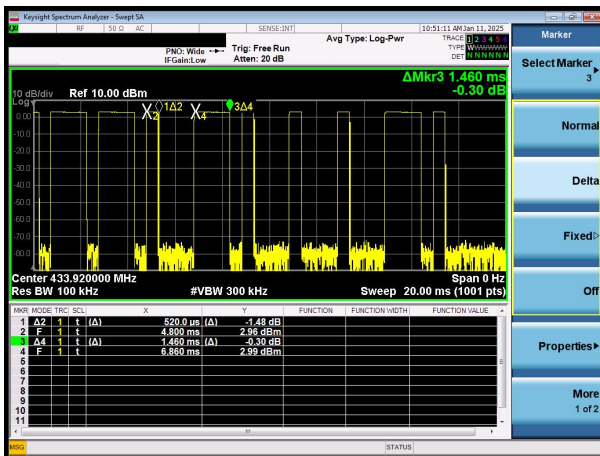 Keysight Spectrum Analyzer - Swept SA
RF 50 Ω AC SENSE:INT 10:51:11 AM Jan 11, 2025
Avg Type: Log-Pwr
TRACE 1 2 3 4 5 6
PNO: Wide Trig: Free Run TYPE WWWWWW
IFGain:Low Atten: 20 dB DET N N N N N N
ΔMkr3 1.460 ms
-0.30 dB
10 dB/div Ref 10.00 dBm
Log
X2 1Δ2 X4 3Δ4
0.00
-10.0
-20.0
-30.0
-40.0
-50.0
-60.0
-70.0
-80.0
Center 433.920000 MHz Span 0 Hz
Res BW 100 kHz #VBW 300 kHz Sweep 20.00 ms (1001 pts)
MKR MODE TRC SCL X Y FUNCTION FUNCTION WIDTH FUNCTION VALUE
1 Δ2 1 t (Δ) 520.0 µs (Δ) -1.48 dB
2 F 1 t 4.800 ms 2.96 dBm
3 Δ4 1 t (Δ) 1.460 ms (Δ) -0.30 dB
4 F 1 t 6.860 ms 2.99 dBm
5
6
7
8
9
10
11
MSG STATUS
Marker
Select Marker
3
Normal
Delta
Fixed
Off
Properties
More
1 of 2